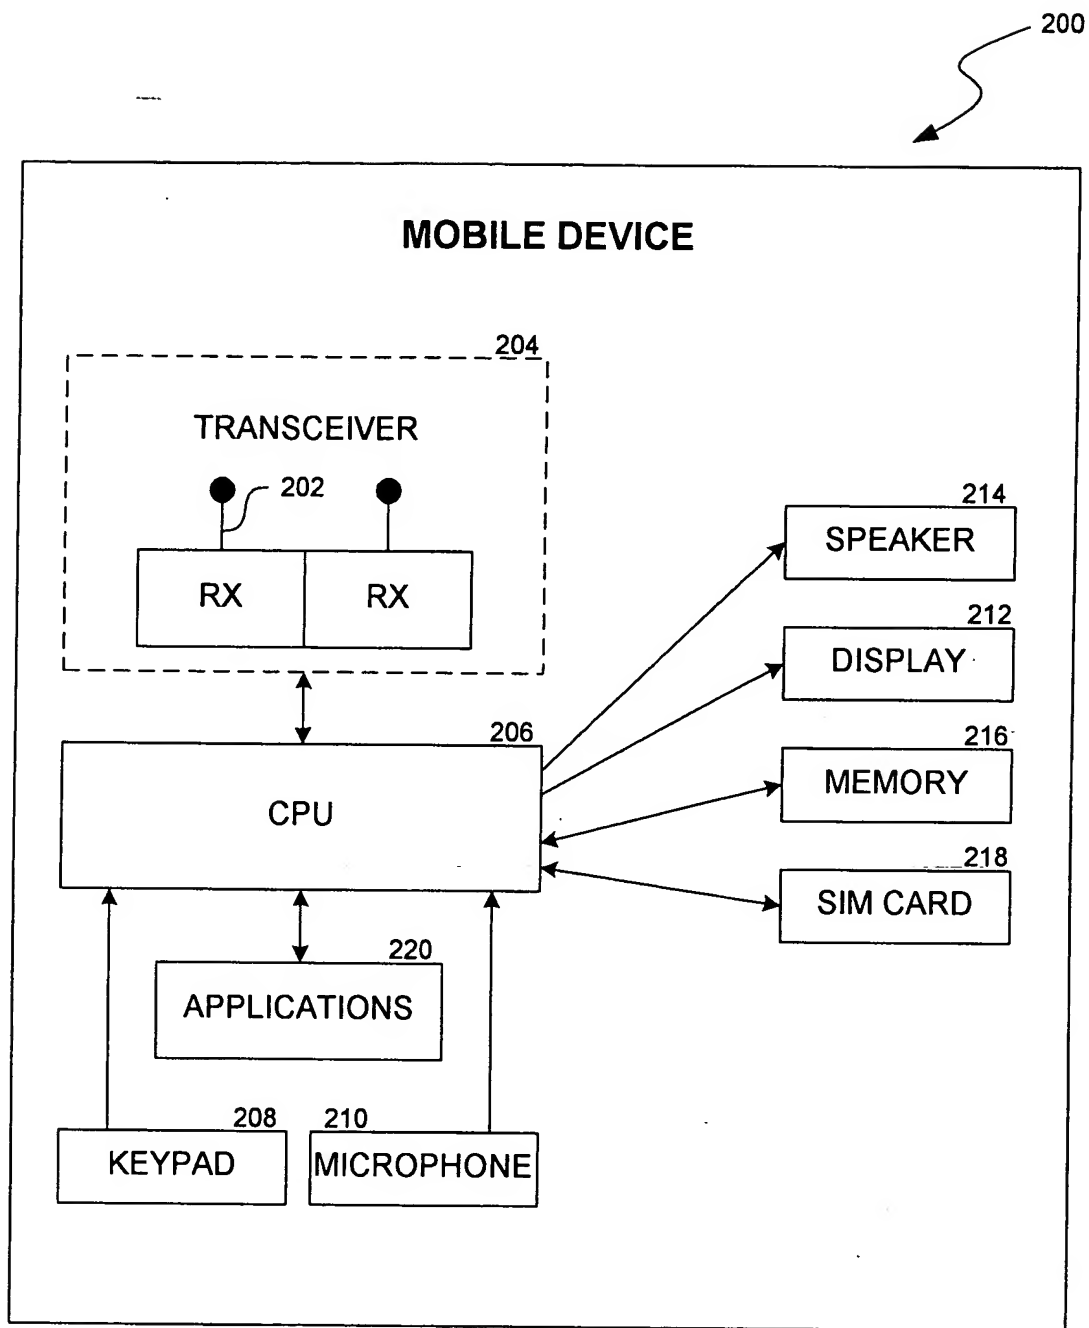 200
MOBILE DEVICE
204
TRANSCEIVER
202
RX RX
214
SPEAKER
212
DISPLAY
206
CPU
216
MEMORY
218
SIM CARD
220
APPLICATIONS
208
KEYPAD
210
MICROPHONE